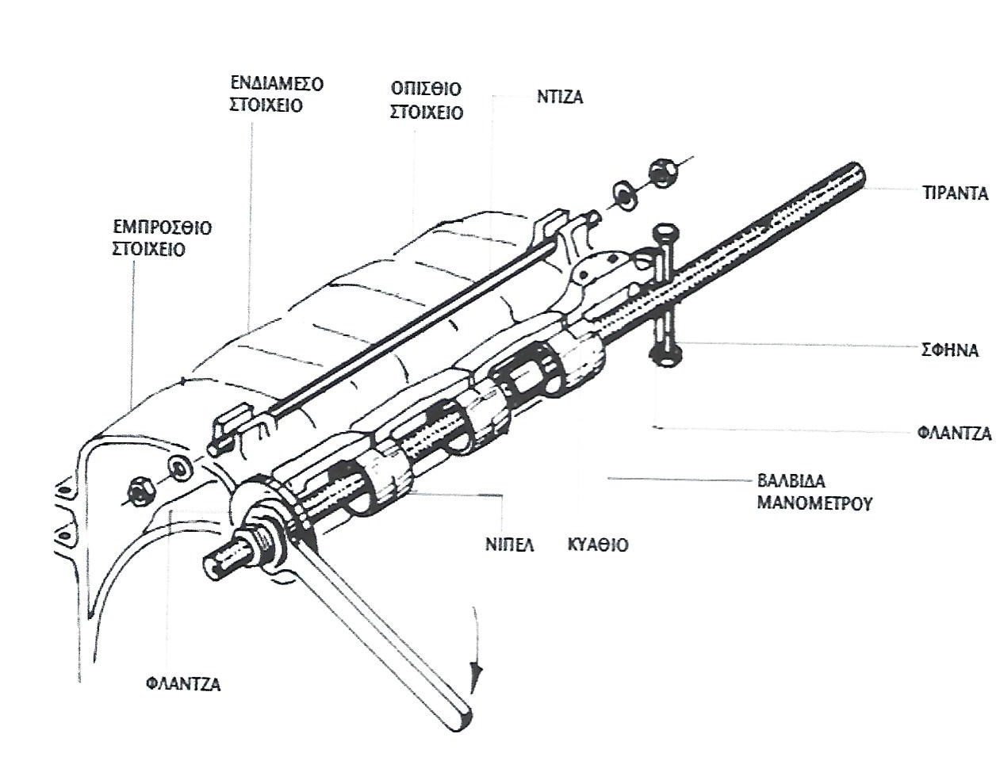 ΕΝΔΙΑΜΕΣΟ
ΣΤΟΙΧΕΙΟ
ΟΠΙΣΘΙΟ
ΣΤΟΙΧΕΙΟ
ΝΤΙΖΑ
ΤΙΡΑΝΤΑ
ΕΜΠΡΟΣΘΙΟ
ΣΤΟΙΧΕΙΟ
ΣΦΗΝΑ
ΦΛΑΝΤΖΑ
ΒΑΛΒΙΔΑ
ΜΑΝΟΜΕΤΡΟΥ
ΝΙΠΕΛ
ΚΥΑΘΙΟ
ΦΛΑΝΤΖΑ